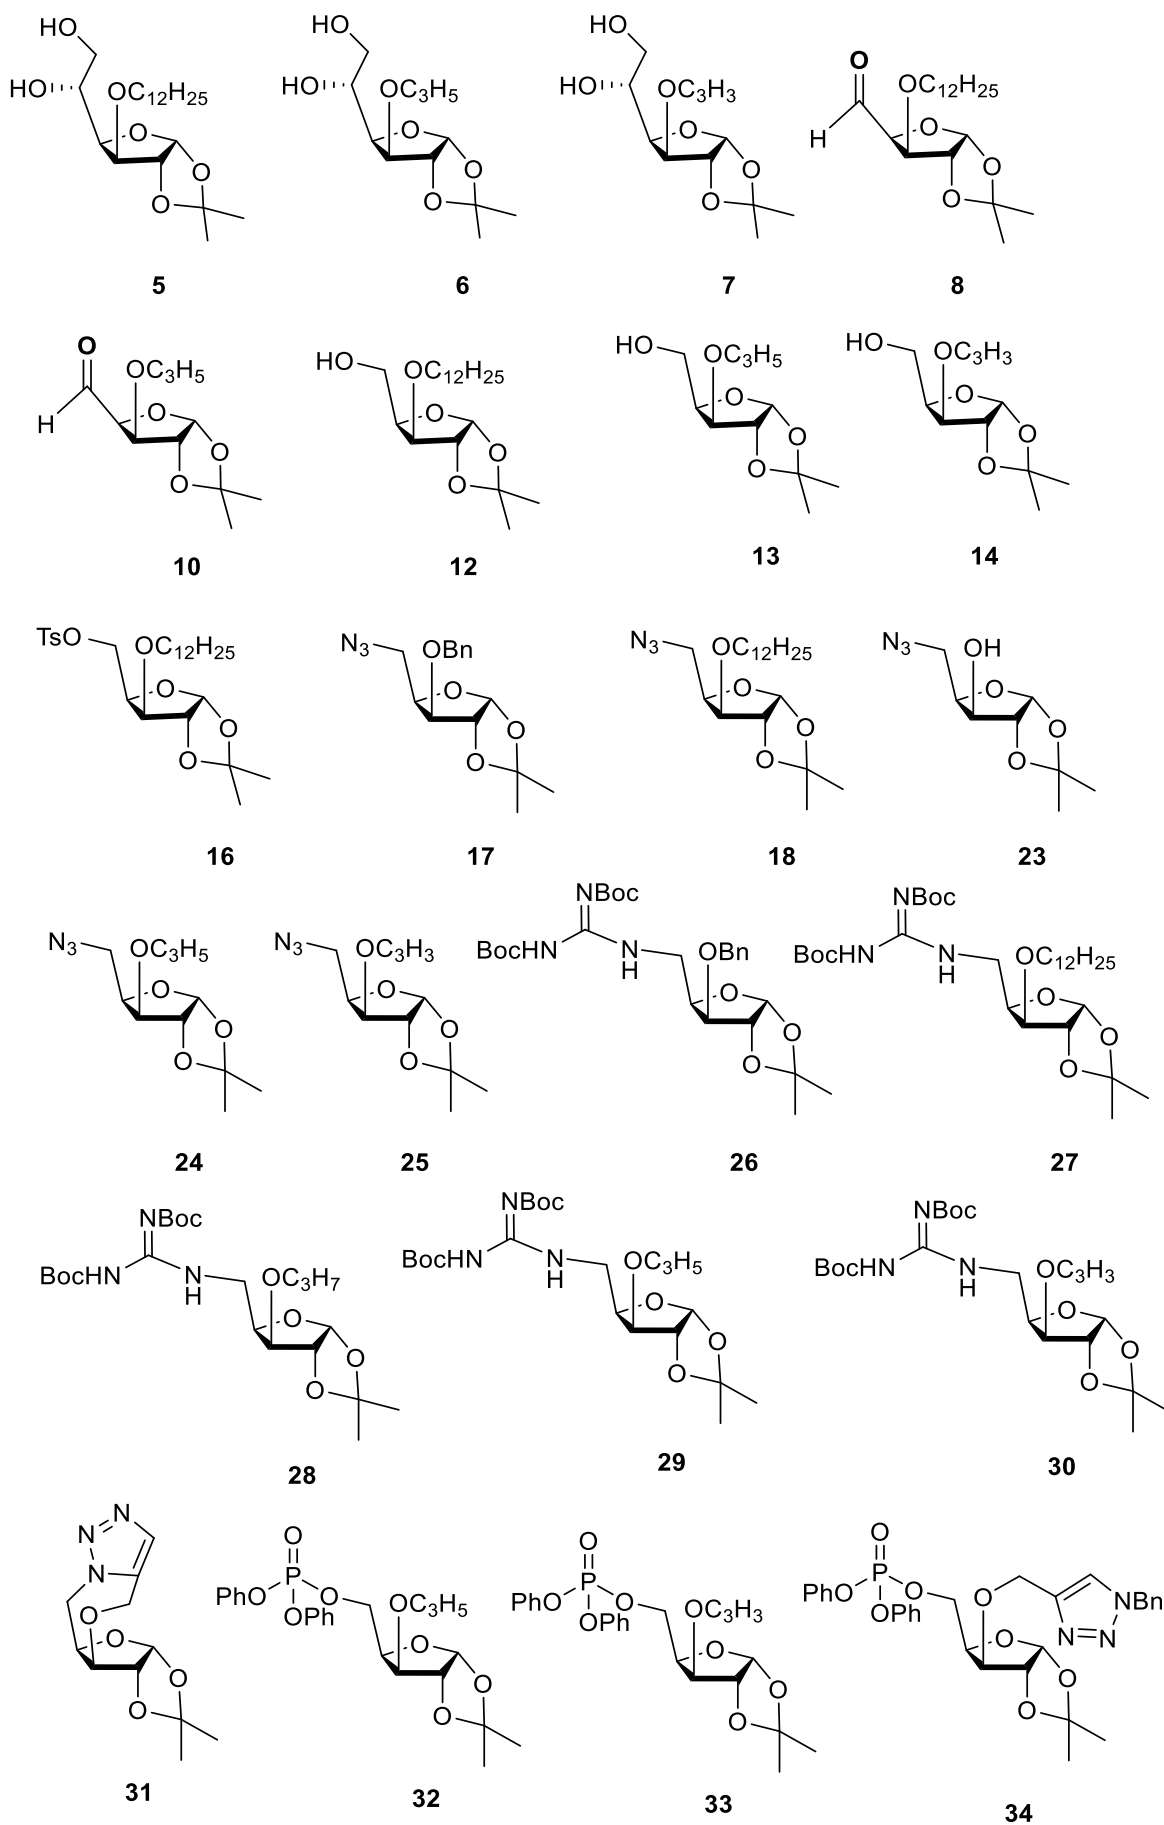 HO HO HO O
HO OC12H25 HO OC3H5 HO OC3H3 OC12H25
O O O H O
O O O O
O O O O
5 6 7 8
O OC3H5 HO OC12H25 HO OC3H5 HO OC3H3
H O O O O
O O O O
O O O O
10 12 13 14
TsO OC12H25 N3 OBn N3 OC12H25 N3 OH
O O O O
O O O O
O O O O
16 17 18 23
NBoc NBoc
N3 OC3H5 N3 OC3H3 BocHN N H OBn BocHN N H OC12H25
O O O O
O O O O
O O O O
24 25 26 27
NBoc NBoc NBoc
BocHN N H OC3H7 BocHN N H OC3H5 BocHN N H OC3H3
O O O
O O O
O O O
28 29 30
N N N O O O
P P P
PhO OPh O OC3H5 PhO OPh O OC3H3 PhO OPh O O N N N Bn
O O O O O
O O O O
O O O O
31 32 33 34